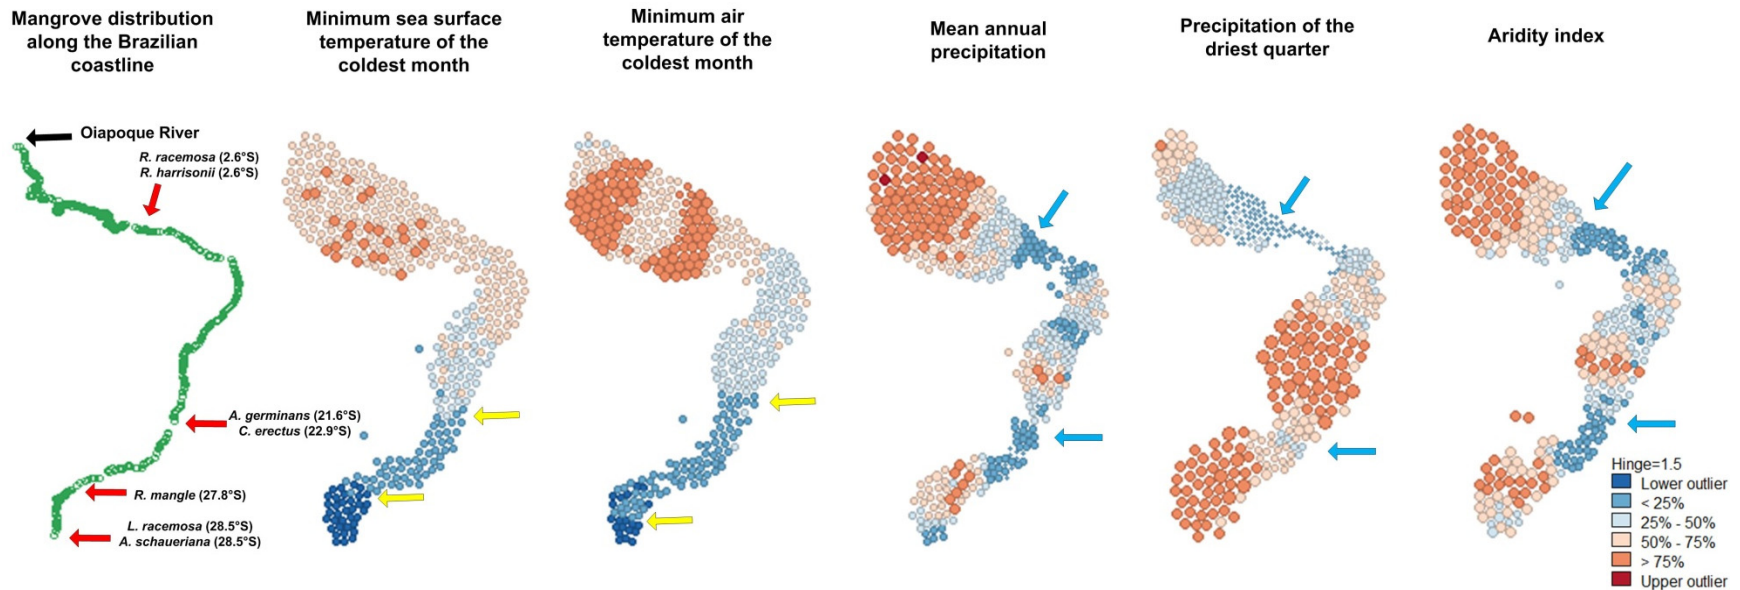 Mangrove distribution
along the Brazilian
coastline
Minimum sea surface
temperature of the
coldest month
Minimum air
temperature of the
coldest month
Mean annual
precipitation
Precipitation of the
driest quarter
Aridity index
Oiapoque River
R. racemosa (2.6°S)
R. harrisonii (2.6°S)
A. germinans (21.6°S)
C. erectus (22.9°S)
R. mangle (27.8°S)
L. racemosa (28.5°S)
A. schaueriana (28.5°S)
Hinge=1.5
Lower outlier
< 25%
25% - 50%
50% - 75%
> 75%
Upper outlier